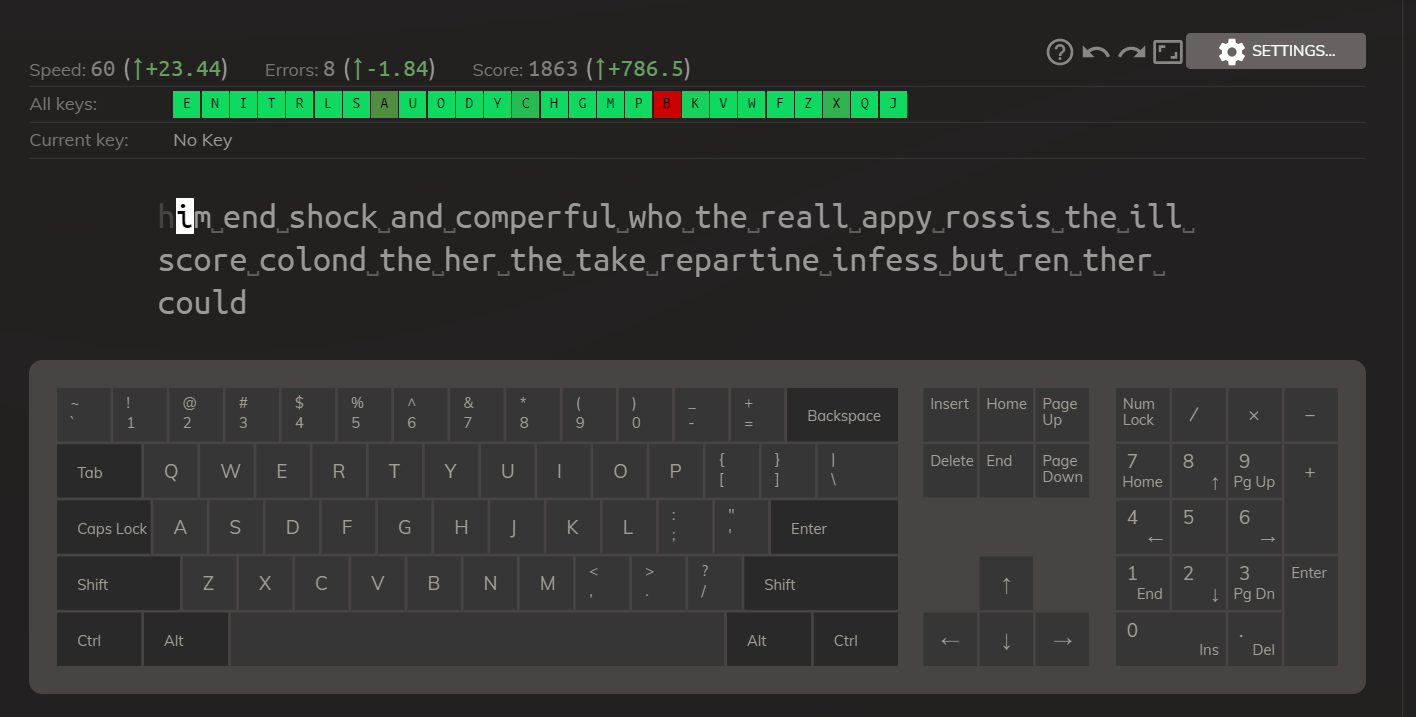 Speed: 60 (↑+23.44) Errors: 8 (↑-1.84) Score: 1863 (↑+786.5)
SETTINGS...
All keys: E N I T R L S A U O D Y C H G M P B K V W F Z X Q J
Current key: No Key
him␣end␣shock␣and␣comperful␣who␣the␣reall␣appy␣rossis␣the␣ill␣
score␣colond␣the␣her␣the␣take␣repartine␣infess␣but␣ren␣ther␣
could
~ ! @ # $ % ^ & * ( ) _ +
` 1 2 3 4 5 6 7 8 9 0 - = Backspace
Insert Home Page Up
Num Lock / × −
Tab Q W E R T Y U I O P { [ } ] | \
Delete End Page Down
7 Home 8 ↑ 9 Pg Up +
Caps Lock A S D F G H J K L : ; " ' Enter
4 ← 5 6 →
Shift Z X C V B N M < , > . ? / Shift
↑
1 End 2 ↓ 3 Pg Dn Enter
Ctrl Alt Alt Ctrl
← ↓ →
0 Ins . Del